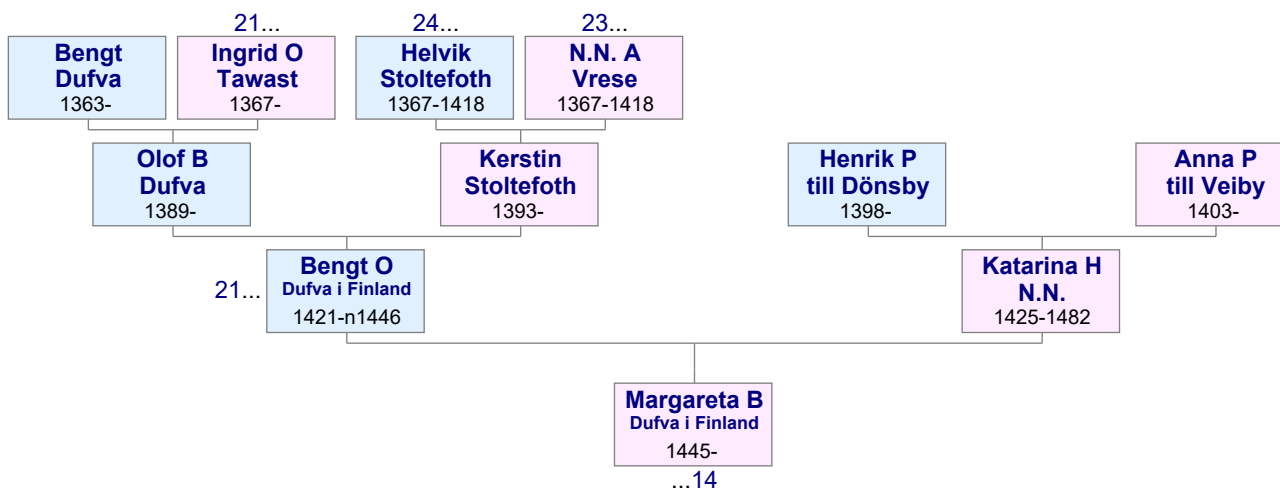 21...
24...
23...
Bengt
Dufva
1363-
Ingrid O
Tawast
1367-
Helvik
Stoltefoth
1367-1418
N.N. A
Vrese
1367-1418
Olof B
Dufva
1389-
Kerstin
Stoltefoth
1393-
Henrik P
till Dönsby
1398-
Anna P
till Veiby
1403-
21...
Bengt O
Dufva i Finland
1421-n1446
Katarina H
N.N.
1425-1482
Margareta B
Dufva i Finland
1445-
...14